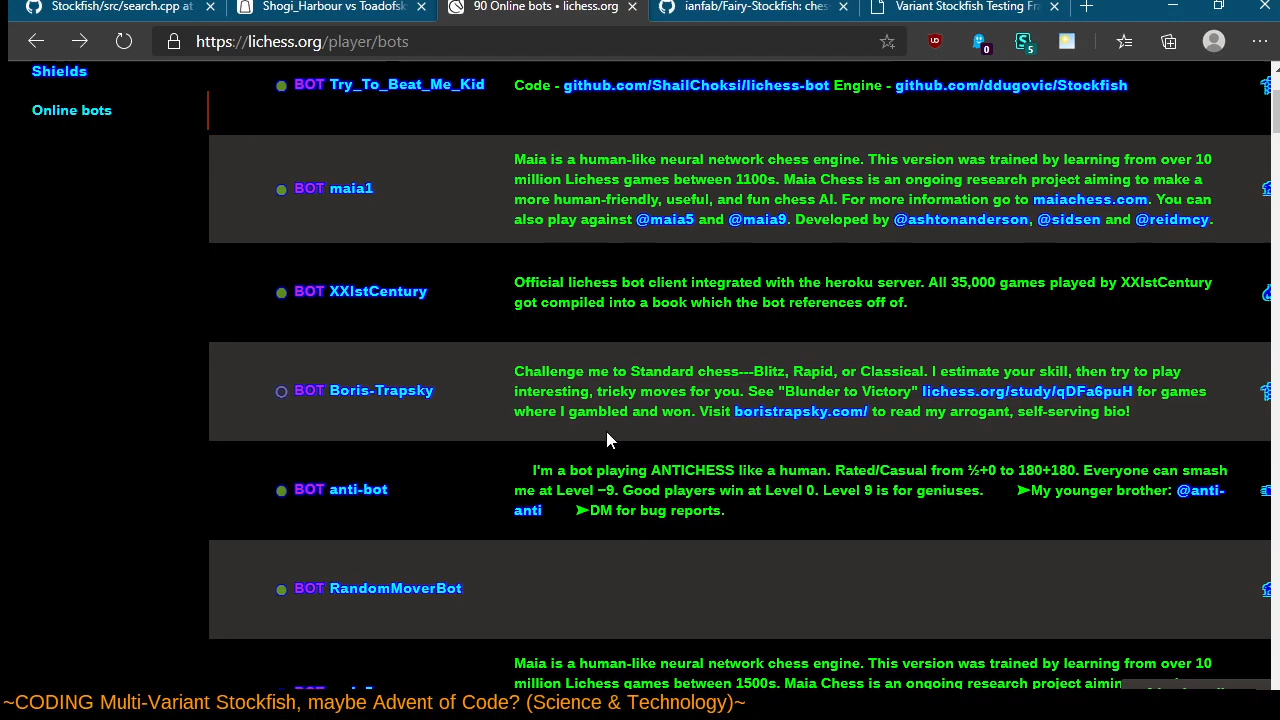 Stockfish/src/search.cpp at
Shogi_Harbour vs Toadofsky
90 Online bots • lichess.org
ianfab/Fairy-Stockfish: ches
Variant Stockfish Testing Fra
https://lichess.org/player/bots
Shields
Online bots
BOT Try_To_Beat_Me_Kid
Code - github.com/ShailChoksi/lichess-bot Engine - github.com/ddugovic/Stockfish
BOT maia1
Maia is a human-like neural network chess engine. This version was trained by learning from over 10
million Lichess games between 1100s. Maia Chess is an ongoing research project aiming to make a
more human-friendly, useful, and fun chess AI. For more information go to maiachess.com. You can
also play against @maia5 and @maia9. Developed by @ashtonanderson, @sidsen and @reidmcy.
BOT XXIstCentury
Official lichess bot client integrated with the heroku server. All 35,000 games played by XXIstCentury
got compiled into a book which the bot references off of.
BOT Boris-Trapsky
Challenge me to Standard chess---Blitz, Rapid, or Classical. I estimate your skill, then try to play
interesting, tricky moves for you. See "Blunder to Victory" lichess.org/study/qDFa6puH for games
where I gambled and won. Visit boristrapsky.com/ to read my arrogant, self-serving bio!
BOT anti-bot
I'm a bot playing ANTICHESS like a human. Rated/Casual from ½+0 to 180+180. Everyone can smash
me at Level −9. Good players win at Level 0. Level 9 is for geniuses. ➤My younger brother: @anti-
anti ➤DM for bug reports.
BOT RandomMoverBot
Maia is a human-like neural network chess engine. This version was trained by learning from over 10
million Lichess games between 1500s. Maia Chess is an ongoing research project aiming
~CODING Multi-Variant Stockfish, maybe Advent of Code? (Science & Technology)~